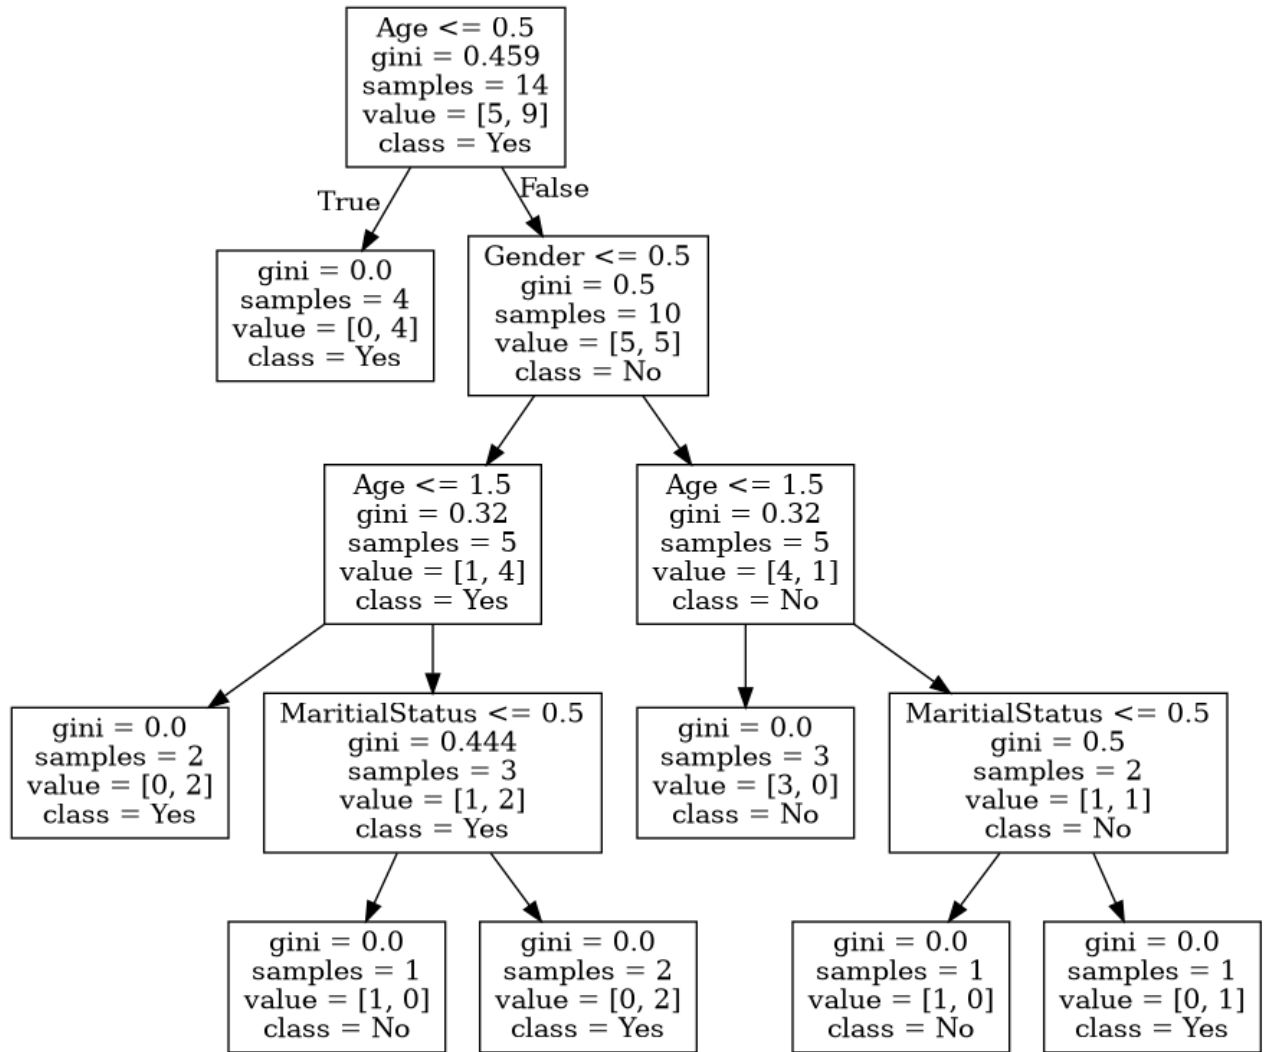 Age <= 0.5
gini = 0.459
samples = 14
value = [5, 9]
class = Yes
True
False
gini = 0.0
samples = 4
value = [0, 4]
class = Yes
Gender <= 0.5
gini = 0.5
samples = 10
value = [5, 5]
class = No
Age <= 1.5
gini = 0.32
samples = 5
value = [1, 4]
class = Yes
Age <= 1.5
gini = 0.32
samples = 5
value = [4, 1]
class = No
gini = 0.0
samples = 2
value = [0, 2]
class = Yes
MaritialStatus <= 0.5
gini = 0.444
samples = 3
value = [1, 2]
class = Yes
gini = 0.0
samples = 3
value = [3, 0]
class = No
MaritialStatus <= 0.5
gini = 0.5
samples = 2
value = [1, 1]
class = No
gini = 0.0
samples = 1
value = [1, 0]
class = No
gini = 0.0
samples = 2
value = [0, 2]
class = Yes
gini = 0.0
samples = 1
value = [1, 0]
class = No
gini = 0.0
samples = 1
value = [0, 1]
class = Yes